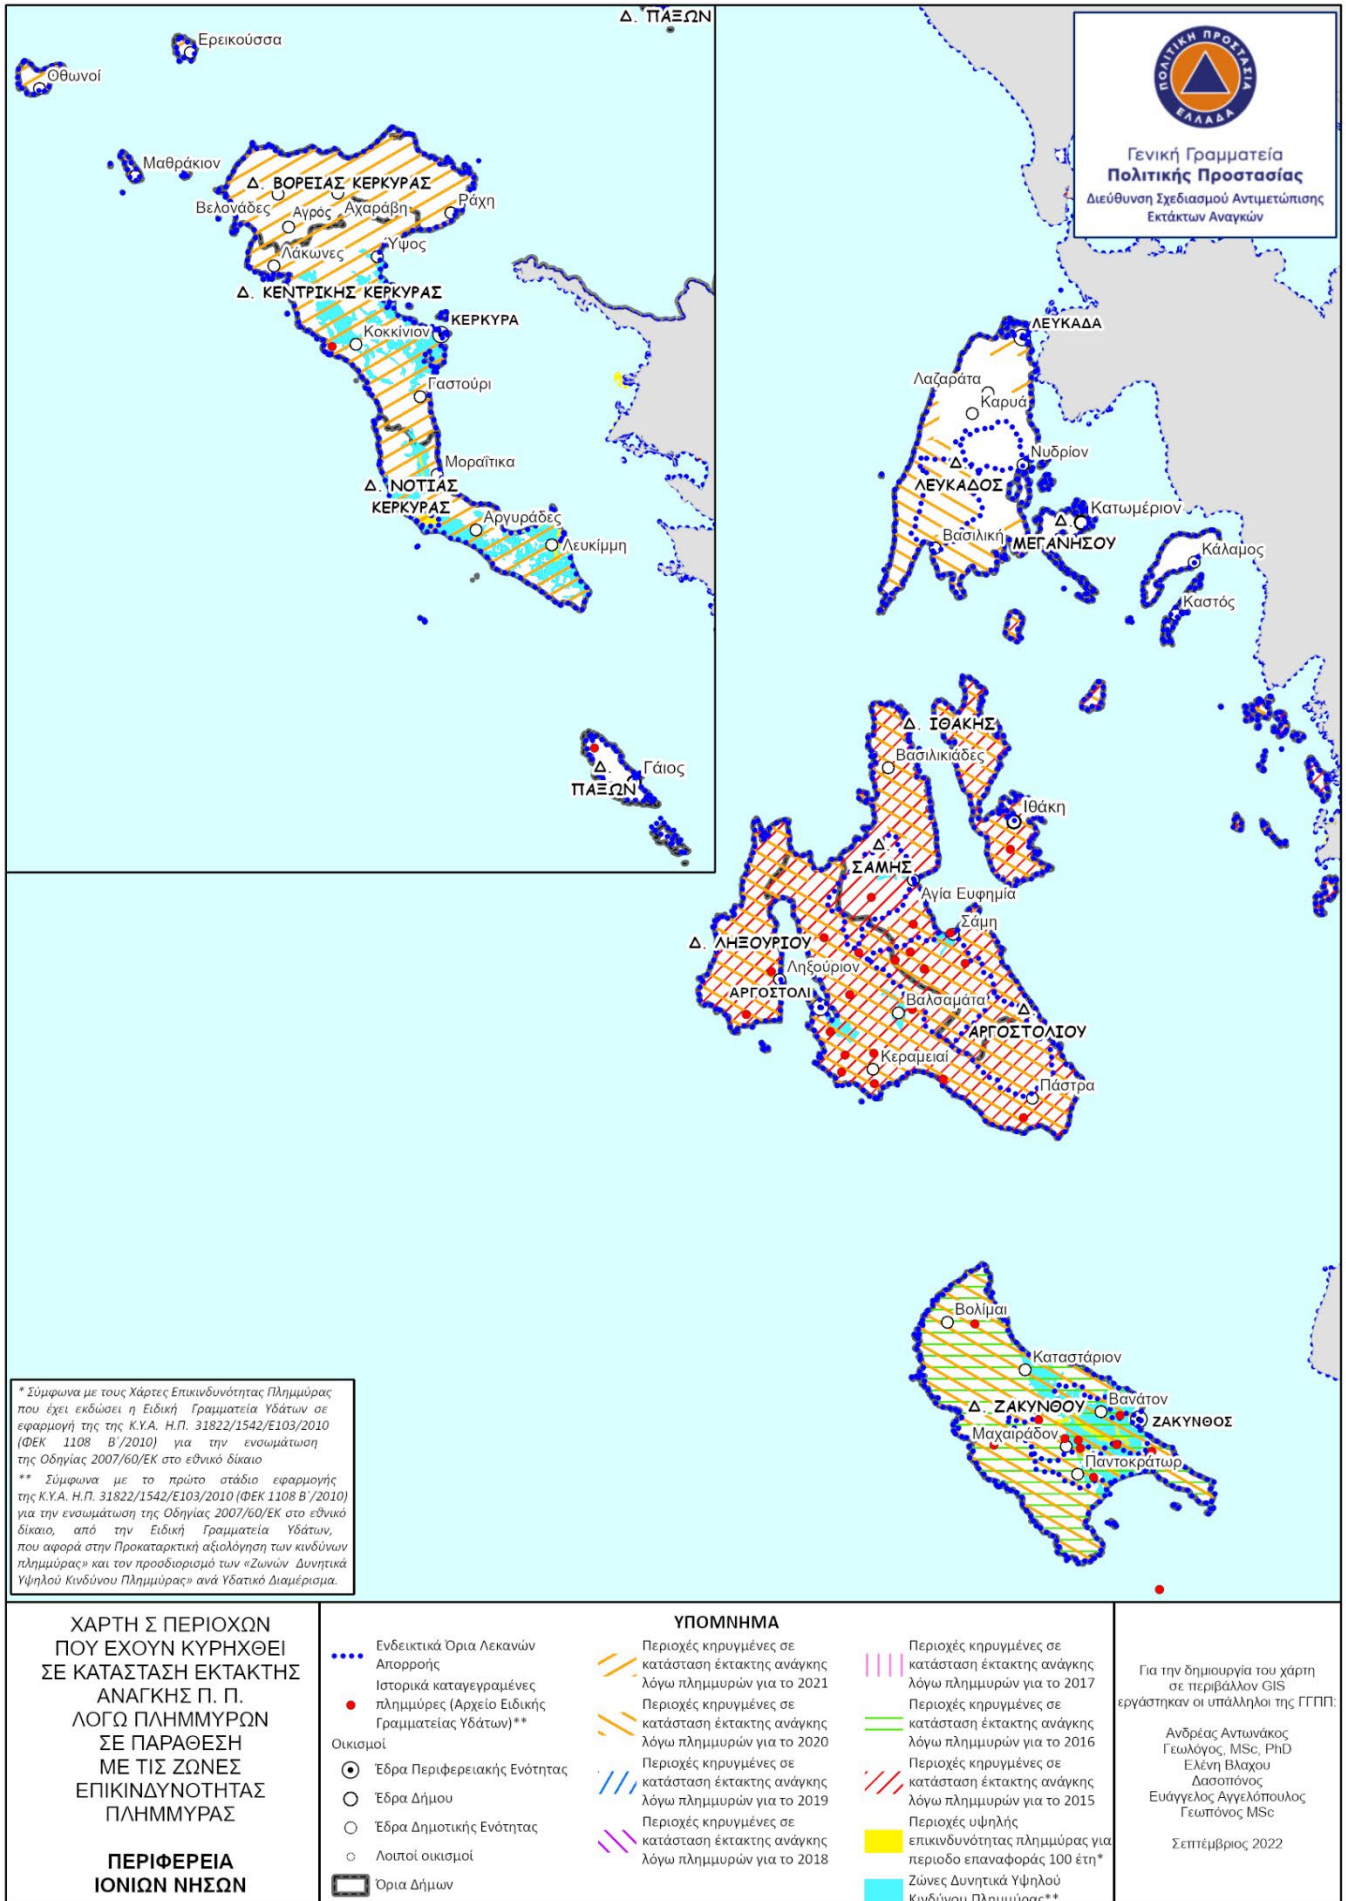 Δ. ΠΑΞΩΝ
Ερεικούσσα
Οθωνοί
Μαθράκιον
Δ. ΒΟΡΕΙΑΣ ΚΕΡΚΥΡΑΣ
Βελονάδες
Αγρός
Αχαράβη
Ράχη
Λάκωνες
Ύψος
Δ. ΚΕΝΤΡΙΚΗΣ ΚΕΡΚΥΡΑΣ
ΚΕΡΚΥΡΑ
Κοκκίνιον
Γαστούρι
Μοραΐτικα
Δ. ΝΟΤΙΑΣ
ΚΕΡΚΥΡΑΣ
Αργυράδες
Λευκίμμη
Δ.
ΠΑΞΩΝ
Γάιος
ΠΟΛΙΤΙΚΗ ΠΡΟΣΤΑΣΙΑ
ΕΛΛΑΔΑ
Γενική Γραμματεία
Πολιτικής Προστασίας
Διεύθυνση Σχεδιασμού Αντιμετώπισης
Εκτάκτων Αναγκών
ΛΕΥΚΑΔΑ
Λαζαράτα
Καρυά
Νυδρίον
Δ.
ΛΕΥΚΑΔΟΣ
Κατωμέριον
Δ.
ΜΕΓΑΝΗΣΟΥ
Βασιλική
Κάλαμος
Καστός
Δ. ΙΘΑΚΗΣ
Βασιλικιάδες
Ιθάκη
Δ.
ΣΑΜΗΣ
Αγία Ευφημία
Σάμη
Δ. ΛΗΞΟΥΡΙΟΥ
Ληξούριον
ΑΡΓΟΣΤΟΛΙ
Βαλσαμάτα
Δ.
ΑΡΓΟΣΤΟΛΙΟΥ
Κεραμειαί
Πάστρα
Βολίμαι
Καταστάριον
Βανάτον
Δ. ΖΑΚΥΝΘΟΥ
ΖΑΚΥΝΘΟΣ
Μαχαιράδον
Παντοκράτωρ
* Σύμφωνα με τους Χάρτες Επικινδυνότητας Πλημμύρας
που έχει εκδώσει η Ειδική Γραμματεία Υδάτων σε
εφαρμογή της της Κ.Υ.Α. Η.Π. 31822/1542/Ε103/2010
(ΦΕΚ 1108 Β΄/2010) για την ενσωμάτωση
της Οδηγίας 2007/60/ΕΚ στο εθνικό δίκαιο
** Σύμφωνα με το πρώτο στάδιο εφαρμογής
της Κ.Υ.Α. Η.Π. 31822/1542/Ε103/2010 (ΦΕΚ 1108 Β΄/2010)
για την ενσωμάτωση της Οδηγίας 2007/60/ΕΚ στο εθνικό
δίκαιο, από την Ειδική Γραμματεία Υδάτων,
που αφορά στην Προκαταρκτική αξιολόγηση των κινδύνων
πλημμύρας» και τον προσδιορισμό των «Ζωνών Δυνητικά
Υψηλού Κινδύνου Πλημμύρας» ανά Υδατικό Διαμέρισμα.
ΧΑΡΤΗ Σ ΠΕΡΙΟΧΩΝ
ΠΟΥ ΕΧΟΥΝ ΚΥΡΗΧΘΕΙ
ΣΕ ΚΑΤΑΣΤΑΣΗ ΕΚΤΑΚΤΗΣ
ΑΝΑΓΚΗΣ Π. Π.
ΛΟΓΩ ΠΛΗΜΜΥΡΩΝ
ΣΕ ΠΑΡΑΘΕΣΗ
ΜΕ ΤΙΣ ΖΩΝΕΣ
ΕΠΙΚΙΝΔΥΝΟΤΗΤΑΣ
ΠΛΗΜΜΥΡΑΣ
ΠΕΡΙΦΕΡΕΙΑ
ΙΟΝΙΩΝ ΝΗΣΩΝ
ΥΠΟΜΝΗΜΑ
Ενδεικτικά Όρια Λεκανών
Απορροής
Ιστορικά καταγεγραμένες
πλημμύρες (Αρχείο Ειδικής
Γραμματείας Υδάτων)**
Οικισμοί
Έδρα Περιφερειακής Ενότητας
Έδρα Δήμου
Έδρα Δημοτικής Ενότητας
Λοιποί οικισμοί
Όρια Δήμων
Περιοχές κηρυγμένες σε
κατάσταση έκτακτης ανάγκης
λόγω πλημμυρών για το 2021
Περιοχές κηρυγμένες σε
κατάσταση έκτακτης ανάγκης
λόγω πλημμυρών για το 2020
Περιοχές κηρυγμένες σε
κατάσταση έκτακτης ανάγκης
λόγω πλημμυρών για το 2019
Περιοχές κηρυγμένες σε
κατάσταση έκτακτης ανάγκης
λόγω πλημμυρών για το 2018
Περιοχές κηρυγμένες σε
κατάσταση έκτακτης ανάγκης
λόγω πλημμυρών για το 2017
Περιοχές κηρυγμένες σε
κατάσταση έκτακτης ανάγκης
λόγω πλημμυρών για το 2016
Περιοχές κηρυγμένες σε
κατάσταση έκτακτης ανάγκης
λόγω πλημμυρών για το 2015
Περιοχές υψηλής
επικινδυνότητας πλημμύρας για
περιοδο επαναφοράς 100 έτη*
Ζώνες Δυνητικά Υψηλού
Κινδύνου Πλημμύρας**
Για την δημιουργία του χάρτη
σε περιβάλλον GIS
εργάστηκαν οι υπάλληλοι της ΓΓΠΠ:
Ανδρέας Αντωνάκος
Γεωλόγος, MSc, PhD
Ελένη Βλαχου
Δασοπόνος
Ευάγγελος Αγγελόπουλος
Γεωπόνος MSc
Σεπτέμβριος 2022